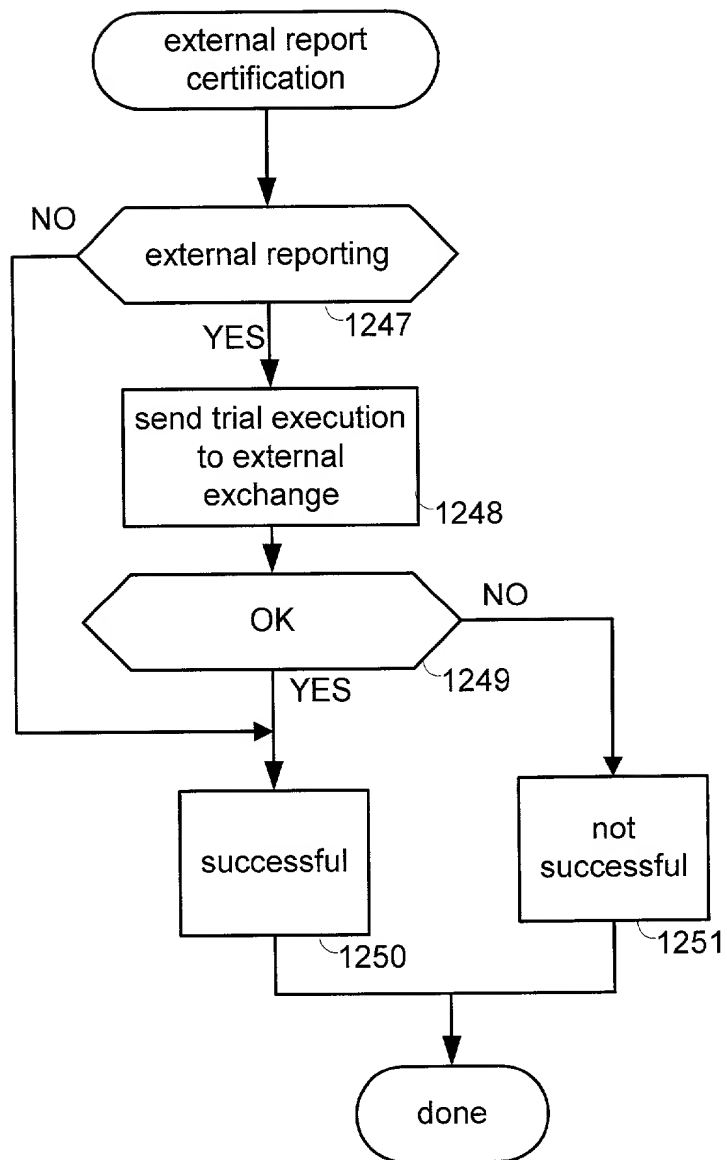 external report
certification
NO
external reporting
1247
YES
send trial execution
to external
exchange
1248
OK
NO
1249
YES
successful
not
successful
1250
1251
done